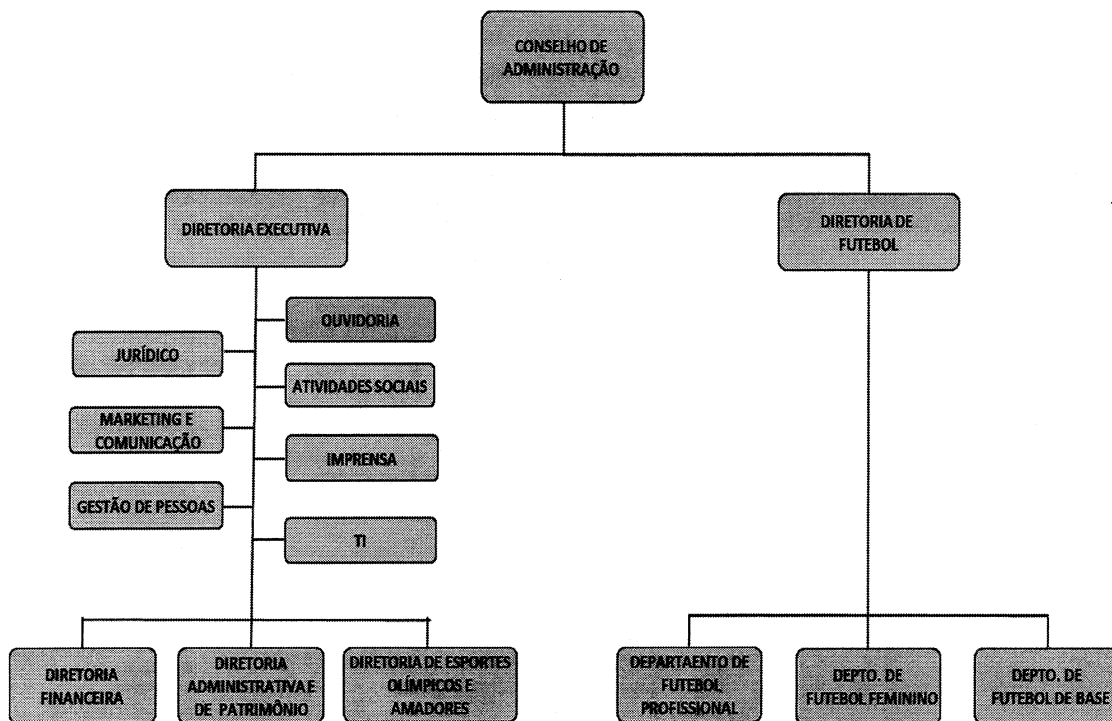 CONSELHO DE
ADMINISTRAÇÃO
DIRETORIA EXECUTIVA
DIRETORIA DE
FUTEBOL
OUVIDORIA
JURÍDICO
ATIVIDADES SOCIAIS
MARKETING E
COMUNICAÇÃO
IMPRENSA
GESTÃO DE PESSOAS
TI
DIRETORIA
FINANCEIRA
DIRETORIA
ADMINISTRATIVA E
DE PATRIMÔNIO
DIRETORIA DE ESPORTES
OLÍMPICOS E
AMADORES
DEPARTAENTO DE
FUTEBOL
PROFISSIONAL
DEPTO. DE
FUTEBOL FEMININO
DEPTO. DE
FUTEBOL DE BASE